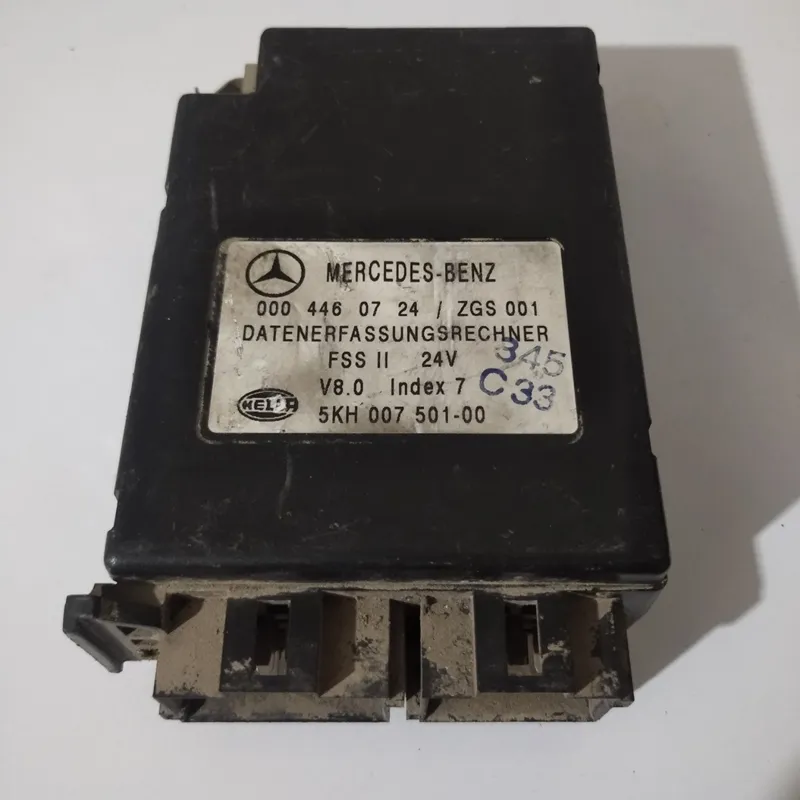 MERCEDES-BENZ
000 446 07 24 / ZGS 001
DATENERFASSUNGSRECHNER
FSS II 24V
345
V8.0 Index 7
C33
HELLA
5KH 007 501-00